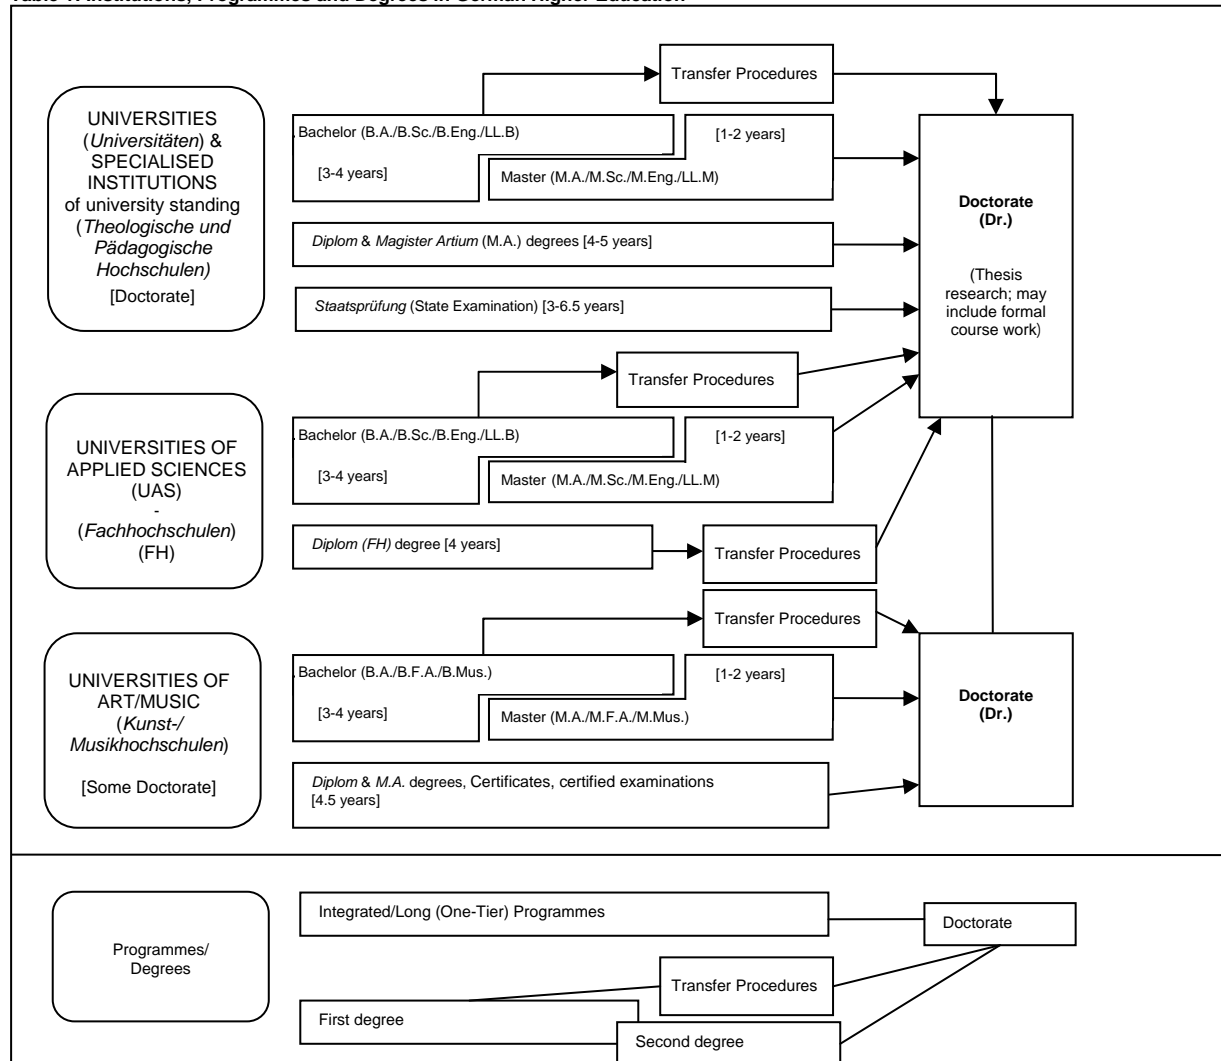 Table 1: Institutions, Programmes and Degrees in German Higher Education
Transfer Procedures
UNIVERSITIES
(Universitäten) &
SPECIALISED
INSTITUTIONS
of university standing
(Theologische und
Pädagogische
Hochschulen)
[Doctorate]
Bachelor (B.A./B.Sc./B.Eng./LL.B)
[3-4 years]
[1-2 years]
Master (M.A./M.Sc./M.Eng./LL.M)
Diplom & Magister Artium (M.A.) degrees [4-5 years]
Staatsprüfung (State Examination) [3-6.5 years]
Doctorate
(Dr.)
(Thesis
research; may
include formal
course work)
Transfer Procedures
UNIVERSITIES OF
APPLIED SCIENCES
(UAS)
-
(Fachhochschulen)
(FH)
Bachelor (B.A./B.Sc./B.Eng./LL.B)
[3-4 years]
[1-2 years]
Master (M.A./M.Sc./M.Eng./LL.M)
Diplom (FH) degree [4 years]
Transfer Procedures
Transfer Procedures
UNIVERSITIES OF
ART/MUSIC
(Kunst-/
Musikhochschulen)
[Some Doctorate]
Bachelor (B.A./B.F.A./B.Mus.)
[3-4 years]
[1-2 years]
Master (M.A./M.F.A./M.Mus.)
Diplom & M.A. degrees, Certificates, certified examinations
[4.5 years]
Doctorate
(Dr.)
Programmes/
Degrees
Integrated/Long (One-Tier) Programmes
Doctorate
Transfer Procedures
First degree
Second degree